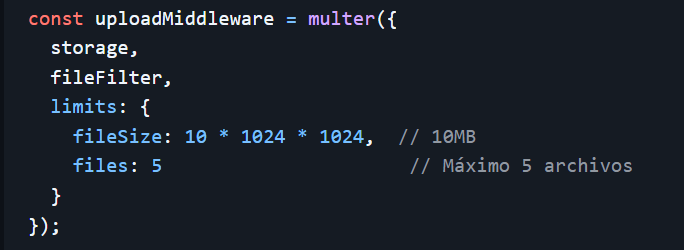 const uploadMiddleware = multer({
  storage,
  fileFilter,
  limits: {
    fileSize: 10 * 1024 * 1024,  // 10MB
    files: 5                     // Máximo 5 archivos
  }
});